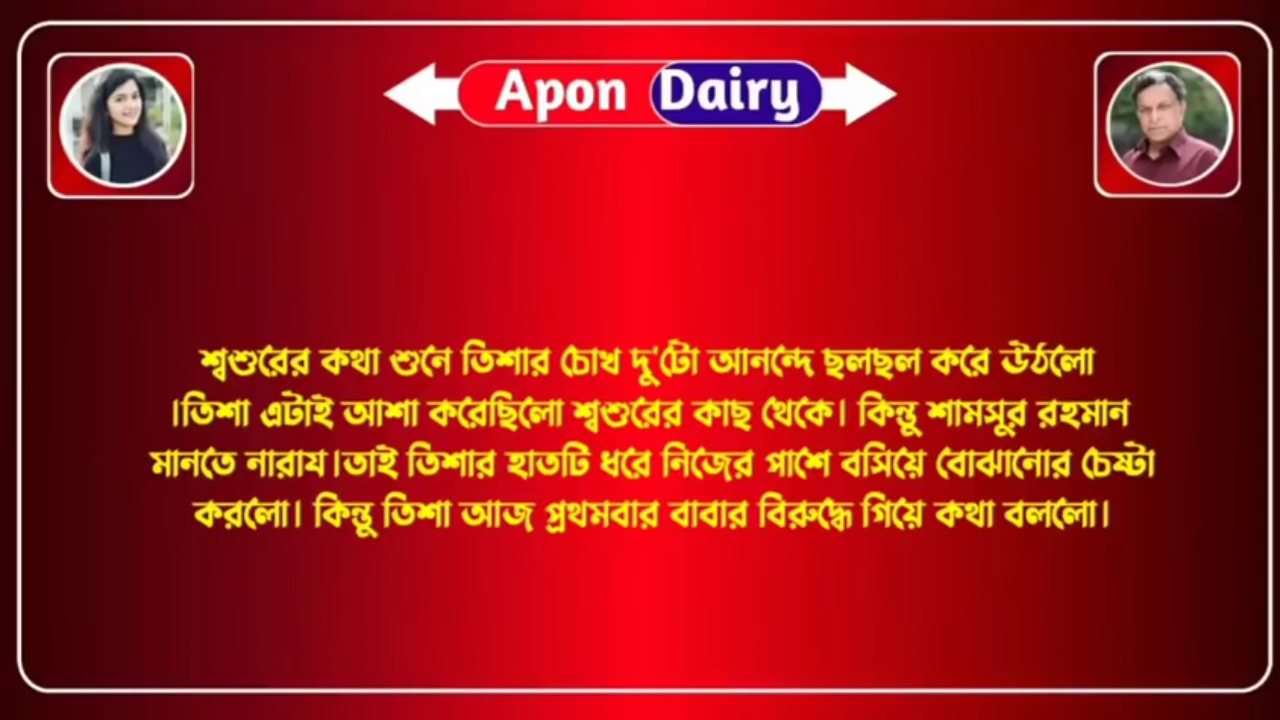 Apon Dairy
শ্বশুরের কথা শুনে তিশার চোখ দু'টো আনন্দে ছলছল করে উঠলো
।তিশা এটাই আশা করেছিলো শ্বশুরের কাছ থেকে। কিন্তু শামসুর রহমান
মানতে নারায।তাই তিশার হাতটি ধরে নিজের পাশে বসিয়ে বোঝানোর চেষ্টা
করলো। কিন্তু তিশা আজ প্রথমবার বাবার বিরুদ্ধে গিয়ে কথা বললো।